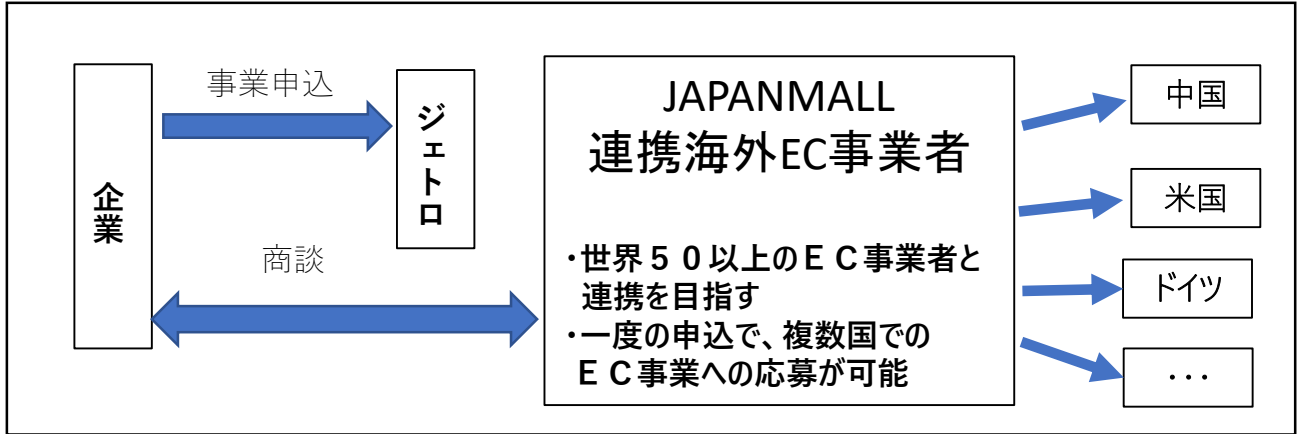 事業申込
企業
ジェトロ
商談
JAPANMALL
連携海外EC事業者
・世界５０以上のＥＣ事業者と
連携を目指す
・一度の申込で、複数国での
ＥＣ事業への応募が可能
中国
米国
ドイツ
・・・